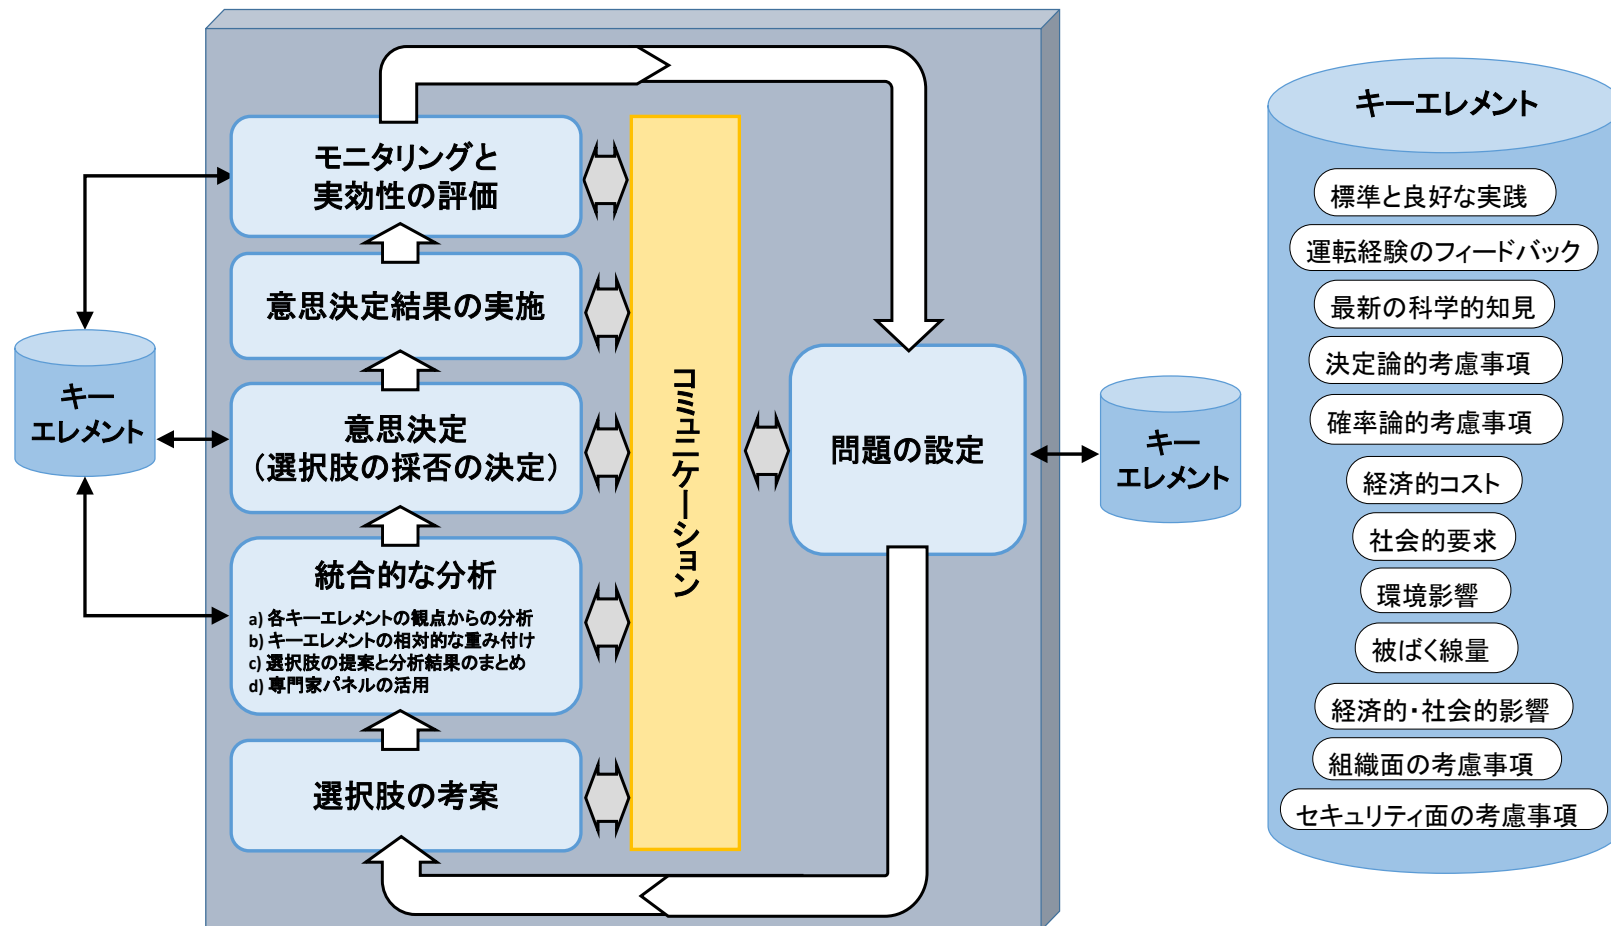 モニタリングと
実効性の評価
意思決定結果の実施
意思決定
（選択肢の採否の決定）
統合的な分析
a) 各キーエレメントの観点からの分析
b) キーエレメントの相対的な重み付け
c) 選択肢の提案と分析結果のまとめ
d) 専門家パネルの活用
選択肢の考案
キー
エレメント
コミュニケーション
問題の設定
キー
エレメント
キーエレメント
標準と良好な実践
運転経験のフィードバック
最新の科学的知見
決定論的考慮事項
確率論的考慮事項
経済的コスト
社会的要求
環境影響
被ばく線量
経済的・社会的影響
組織面の考慮事項
セキュリティ面の考慮事項